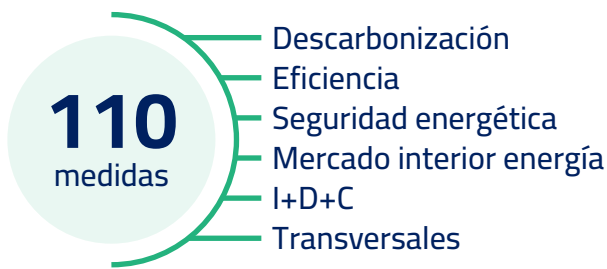 110
medidas
Descarbonización
Eficiencia
Seguridad energética
Mercado interior energía
I+D+C
Transversales